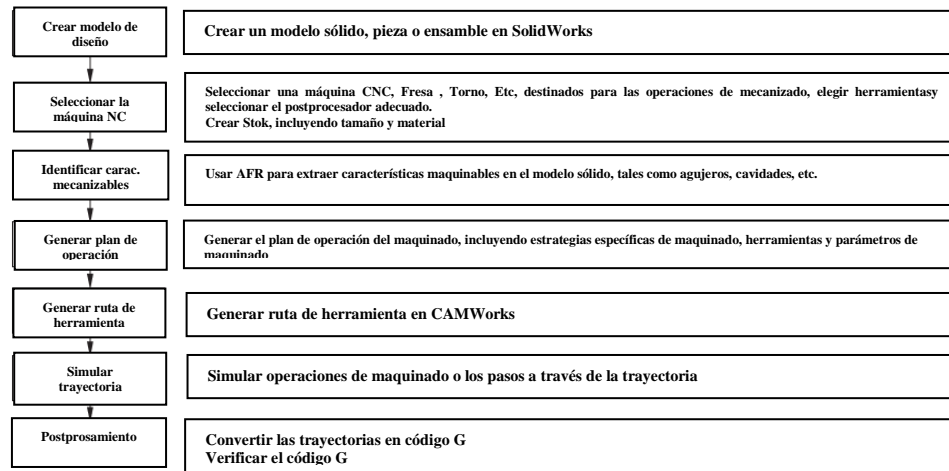 Crear modelo de
diseño
Crear un modelo sólido, pieza o ensamble en SolidWorks
Seleccionar la
máquina NC
Seleccionar una máquina CNC, Fresa , Torno, Etc, destinados para las operaciones de mecanizado, elegir herramientasy
seleccionar el postprocesador adecuado.
Crear Stok, incluyendo tamaño y material
Identificar carac.
mecanizables
Usar AFR para extraer características maquinables en el modelo sólido, tales como agujeros, cavidades, etc.
Generar plan de
operación
Generar el plan de operación del maquinado, incluyendo estrategias específicas de maquinado, herramientas y parámetros de
maquinado
Generar ruta de
herramienta
Generar ruta de herramienta en CAMWorks
Simular
trayectoria
Simular operaciones de maquinado o los pasos a través de la trayectoria
Postprosamiento
Convertir las trayectorias en código G
Verificar el código G